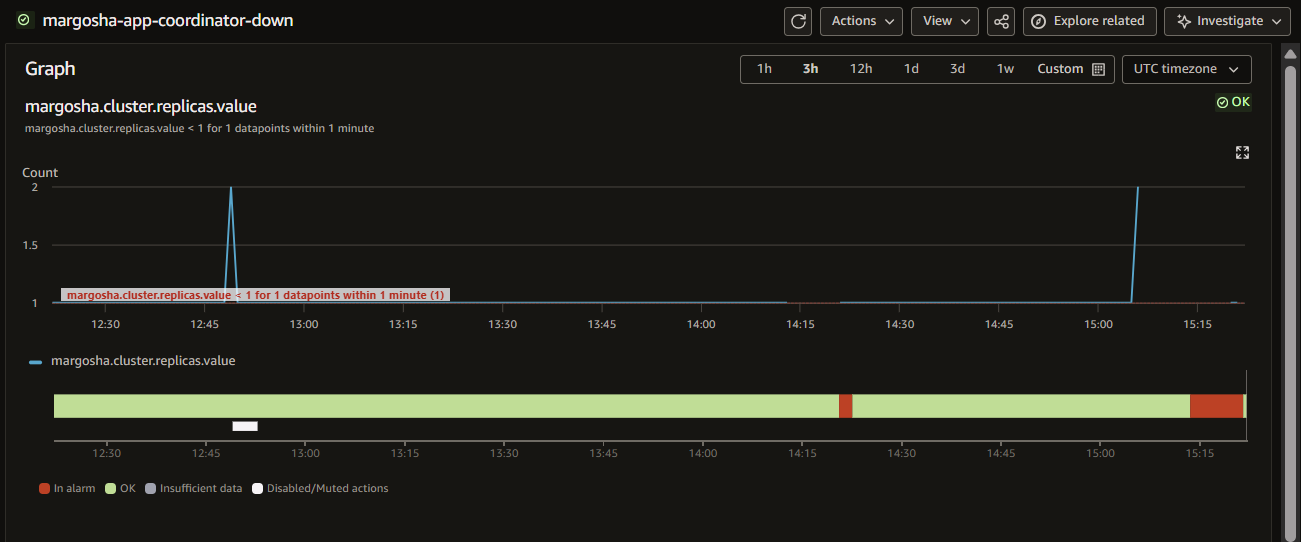 margosha-app-coordinator-down
Actions
View
Explore related
Investigate
Graph
1h 3h 12h 1d 3d 1w Custom
UTC timezone
margosha.cluster.replicas.value
OK
margosha.cluster.replicas.value < 1 for 1 datapoints within 1 minute
Count
2
1.5
1
margosha.cluster.replicas.value < 1 for 1 datapoints within 1 minute (1)
12:30 12:45 13:00 13:15 13:30 13:45 14:00 14:15 14:30 14:45 15:00 15:15
margosha.cluster.replicas.value
12:30 12:45 13:00 13:15 13:30 13:45 14:00 14:15 14:30 14:45 15:00 15:15
In alarm OK Insufficient data Disabled/Muted actions